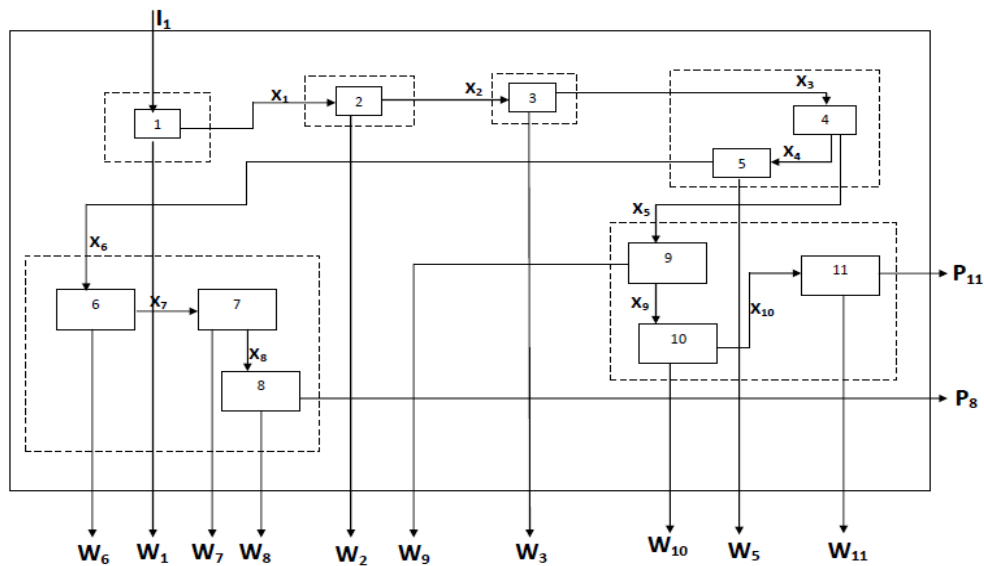 I₁
X₁
X₂
X₃
1
2
3
4
X₄
5
X₅
X₆
9
11
P₁₁
6
X₇
7
X₉
X₁₀
10
X₈
8
P₈
W₆
W₁
W₇
W₈
W₂
W₉
W₃
W₁₀
W₅
W₁₁